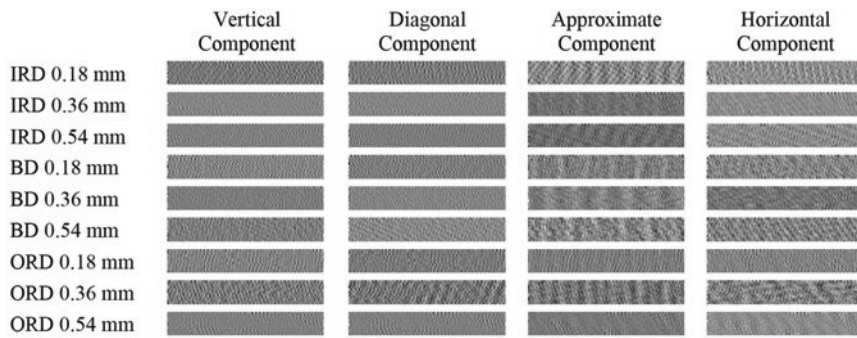 Vertical Diagonal Approximate Horizontal
Component Component Component Component
IRD 0.18 mm
IRD 0.36 mm
IRD 0.54 mm
BD 0.18 mm
BD 0.36 mm
BD 0.54 mm
ORD 0.18 mm
ORD 0.36 mm
ORD 0.54 mm